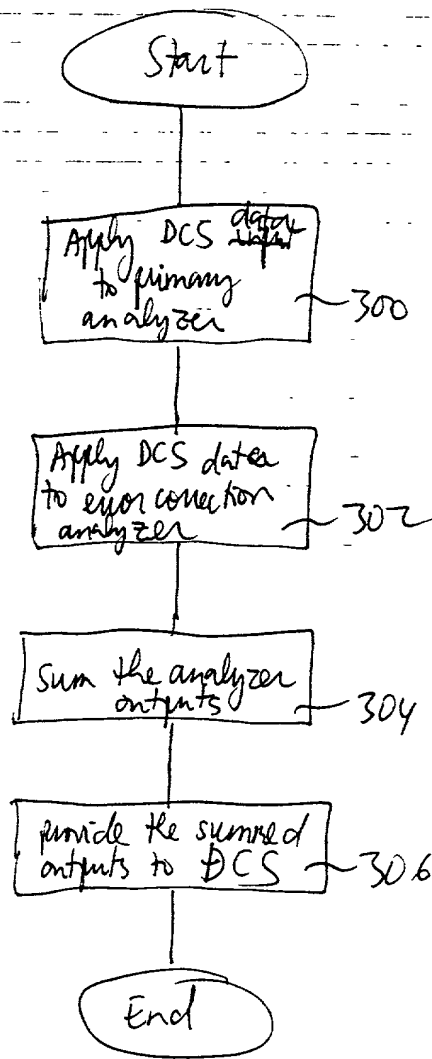 Start
Apply DCS data
to primary
analyzer
300
Apply DCS data
to error correction
analyzer
302
Sum the analyzer
outputs
304
provide the summed
outputs to DCS
306
End